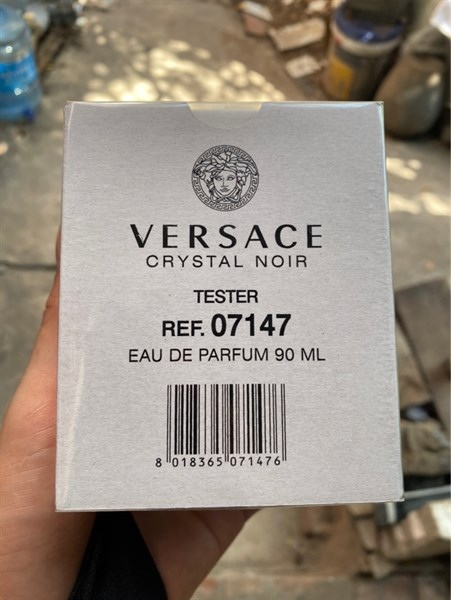 VERSACE
CRYSTAL NOIR
TESTER
REF. 07147
EAU DE PARFUM 90 ML
8 018365 071476